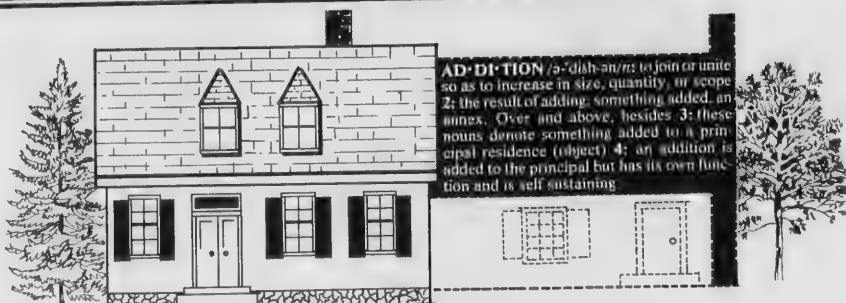 AD·DI·TION /ə-'dish-ən/n: to join or unite
so as to increase in size, quantity, or scope
2: the result of adding, something added, an
annex. Over and above, besides 3: these
nouns denote something added to a prin-
cipal residence (object) 4: an addition is
added to the principal but has its own func-
tion and is self sustaining